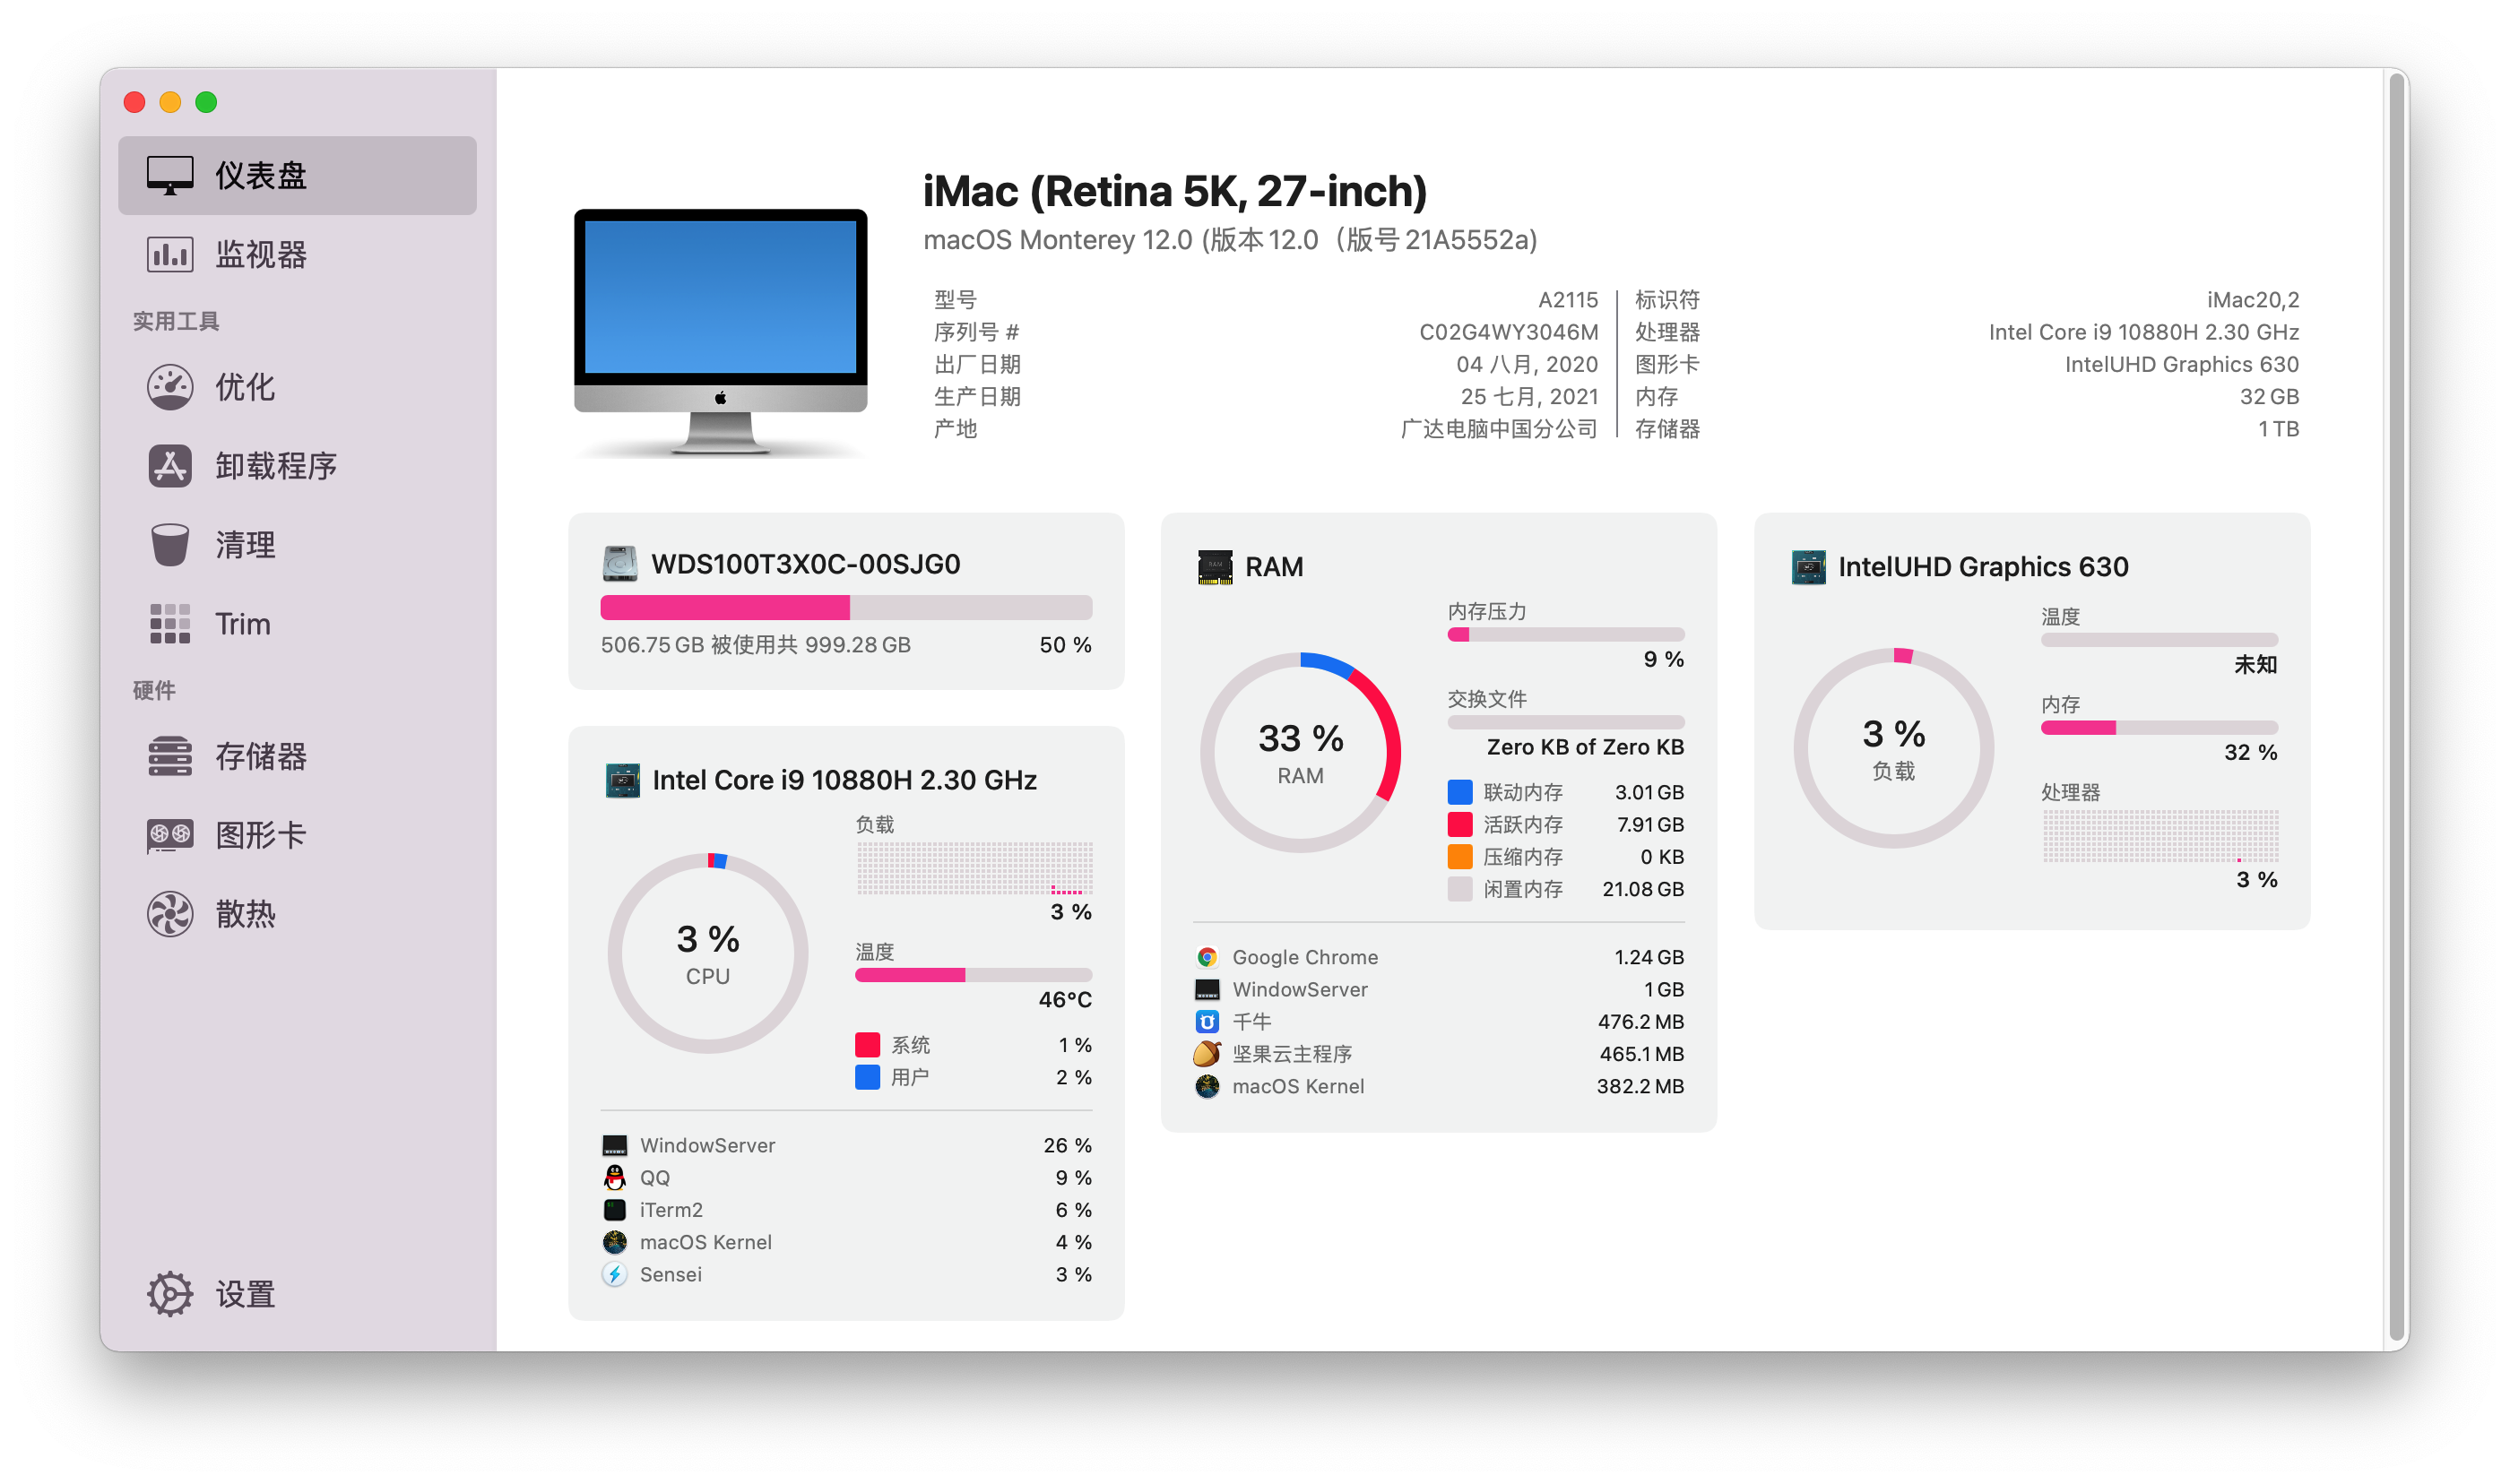 仪表盘
监视器
实用工具
优化
卸载程序
清理
Trim
硬件
存储器
图形卡
散热
设置
iMac (Retina 5K, 27-inch)
macOS Monterey 12.0 (版本 12.0（版号 21A5552a)
型号 A2115
序列号 # C02G4WY3046M
出厂日期 04 八月, 2020
生产日期 25 七月, 2021
产地 广达电脑中国分公司
标识符 iMac20,2
处理器 Intel Core i9 10880H 2.30 GHz
图形卡 IntelUHD Graphics 630
内存 32 GB
存储器 1 TB
WDS100T3X0C-00SJG0
506.75 GB 被使用共 999.28 GB 50 %
Intel Core i9 10880H 2.30 GHz
3 %
CPU
负载
3 %
温度
46°C
系统 1 %
用户 2 %
WindowServer 26 %
QQ 9 %
iTerm2 6 %
macOS Kernel 4 %
Sensei 3 %
RAM
33 %
RAM
内存压力
9 %
交换文件
Zero KB of Zero KB
联动内存 3.01 GB
活跃内存 7.91 GB
压缩内存 0 KB
闲置内存 21.08 GB
Google Chrome 1.24 GB
WindowServer 1 GB
千牛 476.2 MB
坚果云主程序 465.1 MB
macOS Kernel 382.2 MB
IntelUHD Graphics 630
3 %
负载
温度
未知
内存
32 %
处理器
3 %